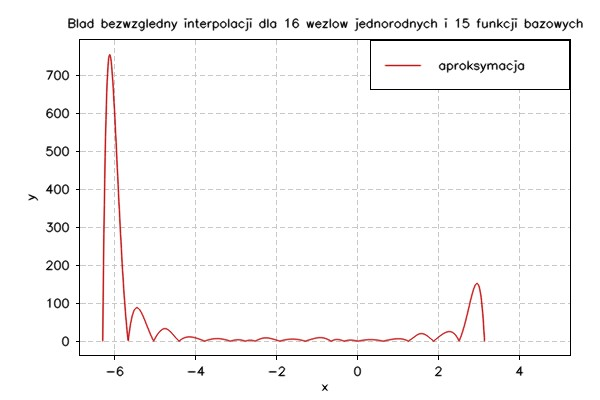 Blad bezwzgledny interpolacji dla 16 wezlow jednorodnych i 15 funkcji bazowych
aproksymacja
700
600
500
400
300
200
100
0
y
−6 −4 −2 0 2 4
x